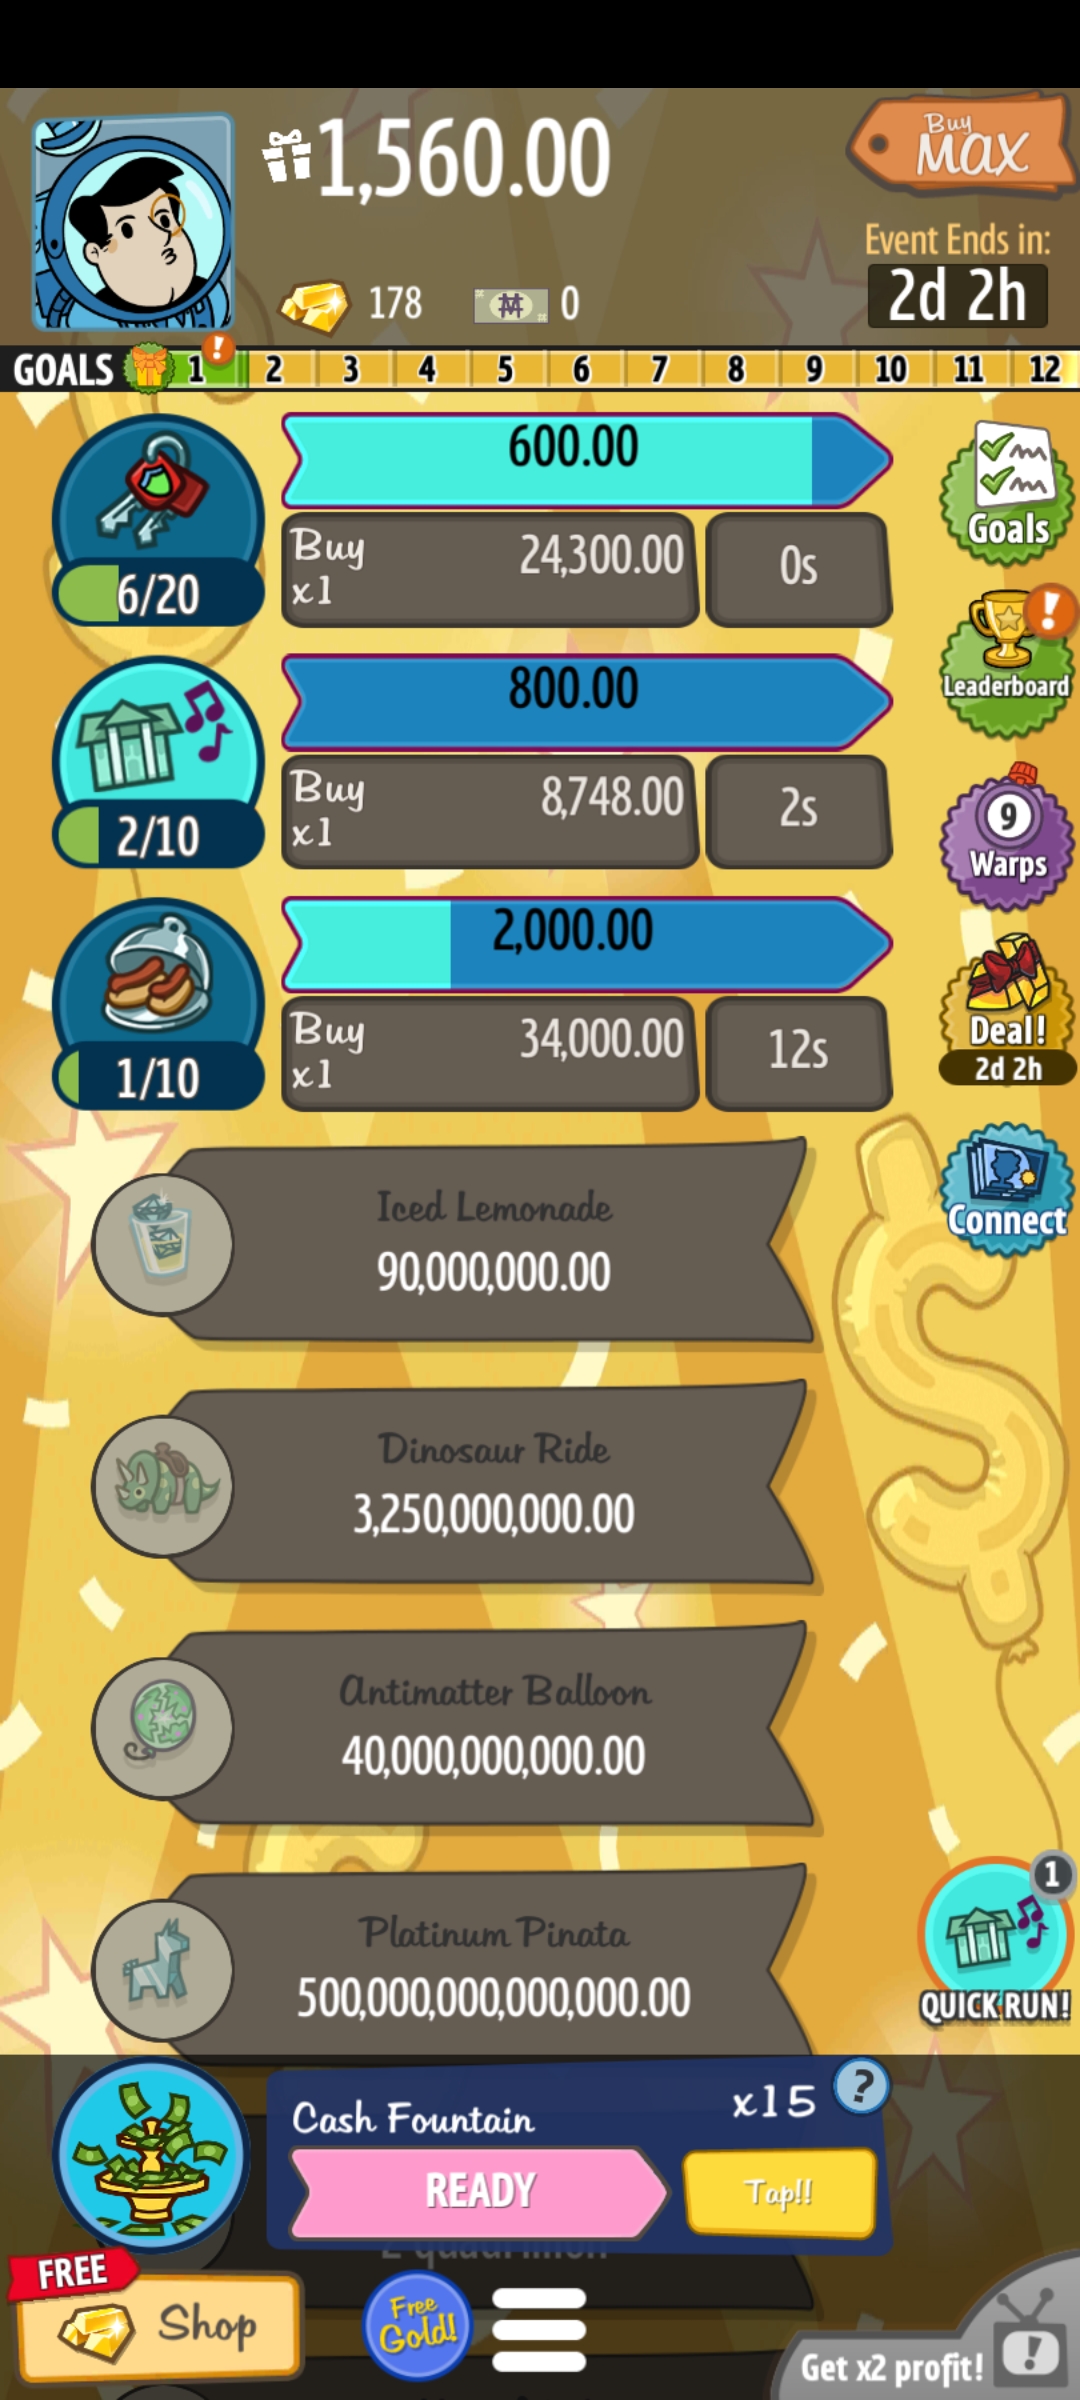 1,560.00
Buy
MAX
Event Ends in:
2d 2h
178
0
GOALS 1 ! 2 3 4 5 6 7 8 9 10 11 12
600.00
Buy
x1
24,300.00
0s
6/20
Goals
800.00
Buy
x1
8,748.00
2s
2/10
!
Leaderboard
2,000.00
Buy
x1
34,000.00
12s
1/10
9
Warps
Deal!
2d 2h
Connect
Iced Lemonade
90,000,000.00
Dinosaur Ride
3,250,000,000.00
Antimatter Balloon
40,000,000,000.00
Platinum Pinata
500,000,000,000,000.00
1
QUICK RUN!
Cash Fountain
x15
?
READY
Tap!!
FREE
Shop
Free
Gold!
Get x2 profit!
!